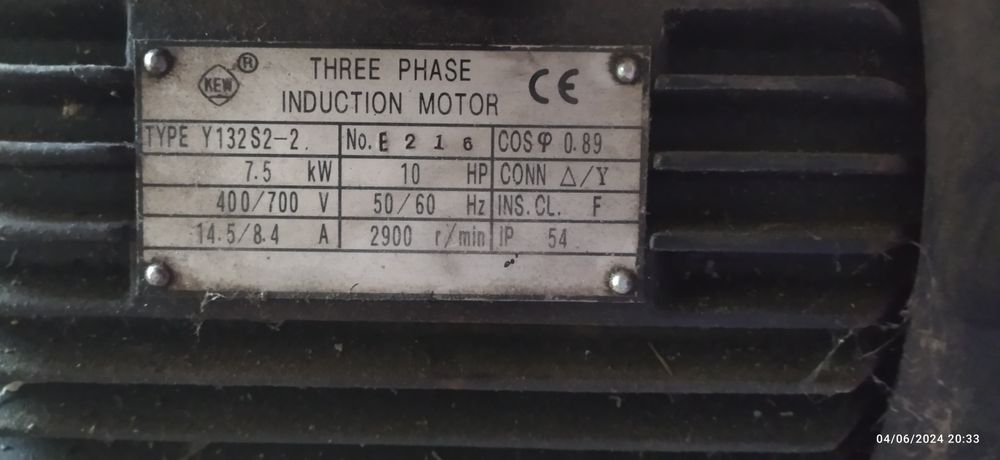 KEW ®
THREE PHASE
INDUCTION MOTOR
CE
TYPE Y132S2-2. No. E 2 1 6 COSφ 0.89
7.5 kW 10 HP CONN △/Y
400/700 V 50/60 Hz INS.CL. F
14.5/8.4 A 2900 r/min IP 54
04/06/2024 20:33